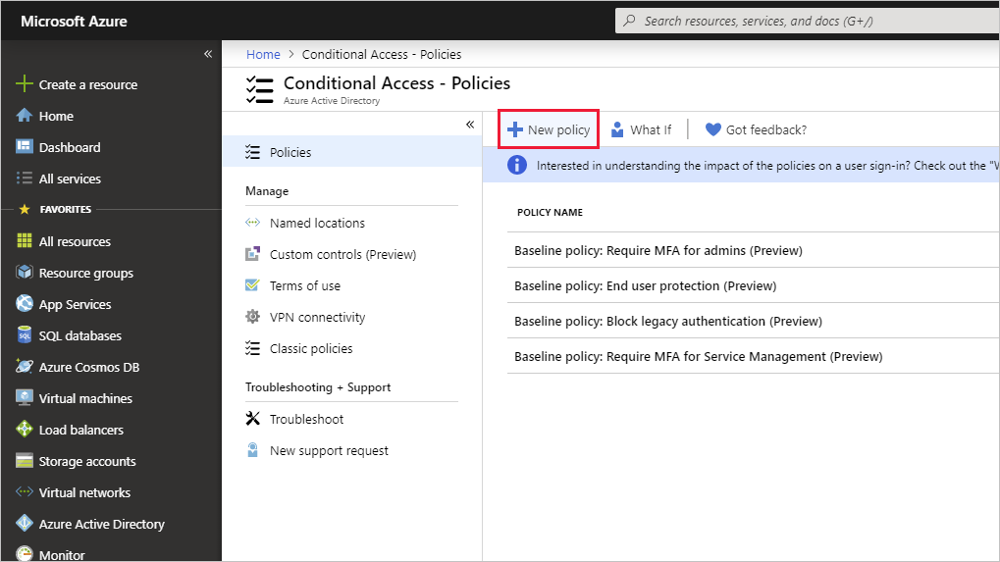 Microsoft Azure
Search resources, services, and docs (G+/)
«
Create a resource
Home
Dashboard
All services
FAVORITES
All resources
Resource groups
App Services
SQL databases
Azure Cosmos DB
Virtual machines
Load balancers
Storage accounts
Virtual networks
Azure Active Directory
Monitor
Home > Conditional Access - Policies
Conditional Access - Policies
Azure Active Directory
«
Policies
Manage
Named locations
Custom controls (Preview)
Terms of use
VPN connectivity
Classic policies
Troubleshooting + Support
Troubleshoot
New support request
New policy What If Got feedback?
Interested in understanding the impact of the policies on a user sign-in? Check out the "W
POLICY NAME
Baseline policy: Require MFA for admins (Preview)
Baseline policy: End user protection (Preview)
Baseline policy: Block legacy authentication (Preview)
Baseline policy: Require MFA for Service Management (Preview)